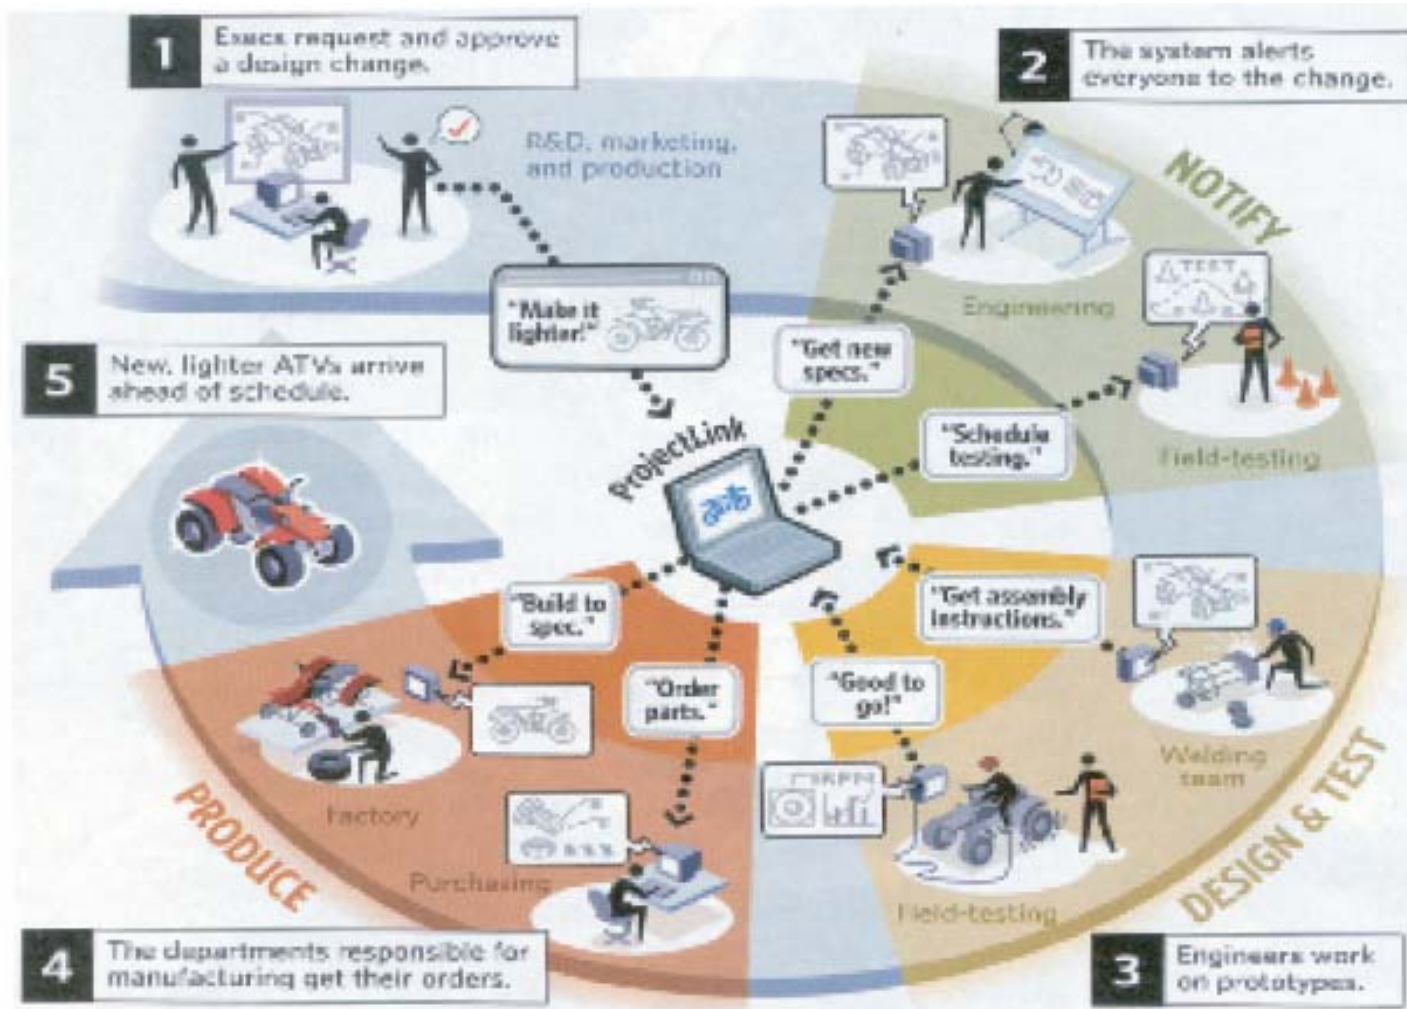 1
Execs request and approve
a design change.
2
The system alerts
everyone to the change.
R&D, marketing,
and production
NOTIFY
TEST
Engineering
"Make it
lighter!"
"Get new
specs."
5
New, lighter ATVs arrive
ahead of schedule.
"Schedule
testing."
Field-testing
ProjectLink
"Build to
spec."
"Get assembly
instructions."
"Order
parts."
"Good to
go!"
Welding
team
Factory
PRODUCE
Purchasing
Field-testing
DESIGN & TEST
4
The departments responsible for
manufacturing get their orders.
3
Engineers work
on prototypes.